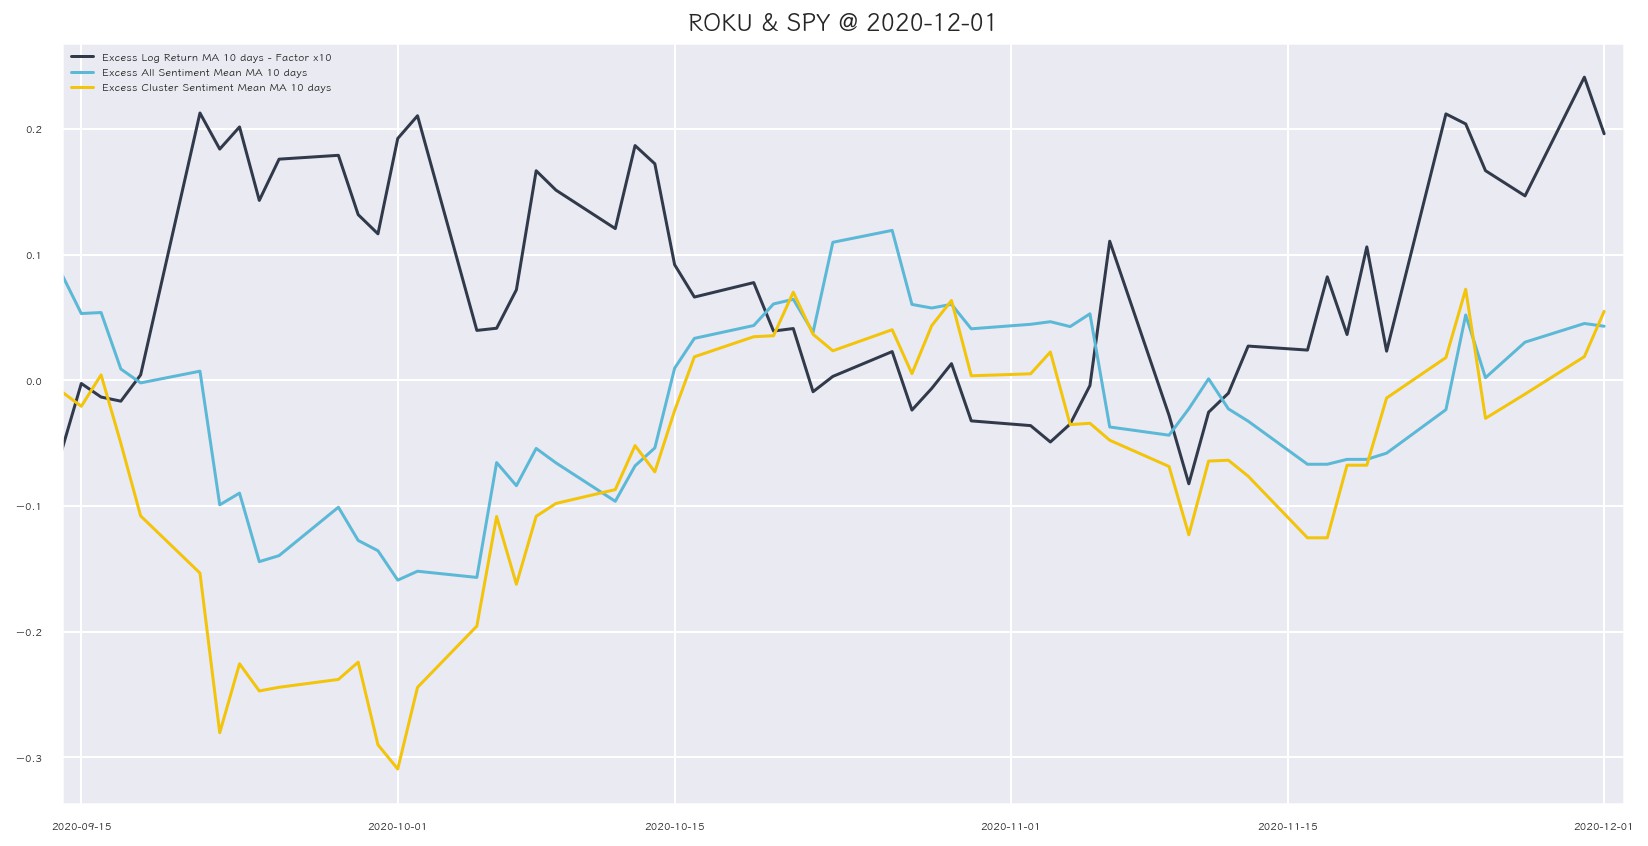 ROKU & SPY @ 2020-12-01
Excess Log Return MA 10 days - Factor x10
Excess All Sentiment Mean MA 10 days
Excess Cluster Sentiment Mean MA 10 days
0.2
0.1
0.0
−0.1
−0.2
−0.3
2020-09-15 2020-10-01 2020-10-15 2020-11-01 2020-11-15 2020-12-01